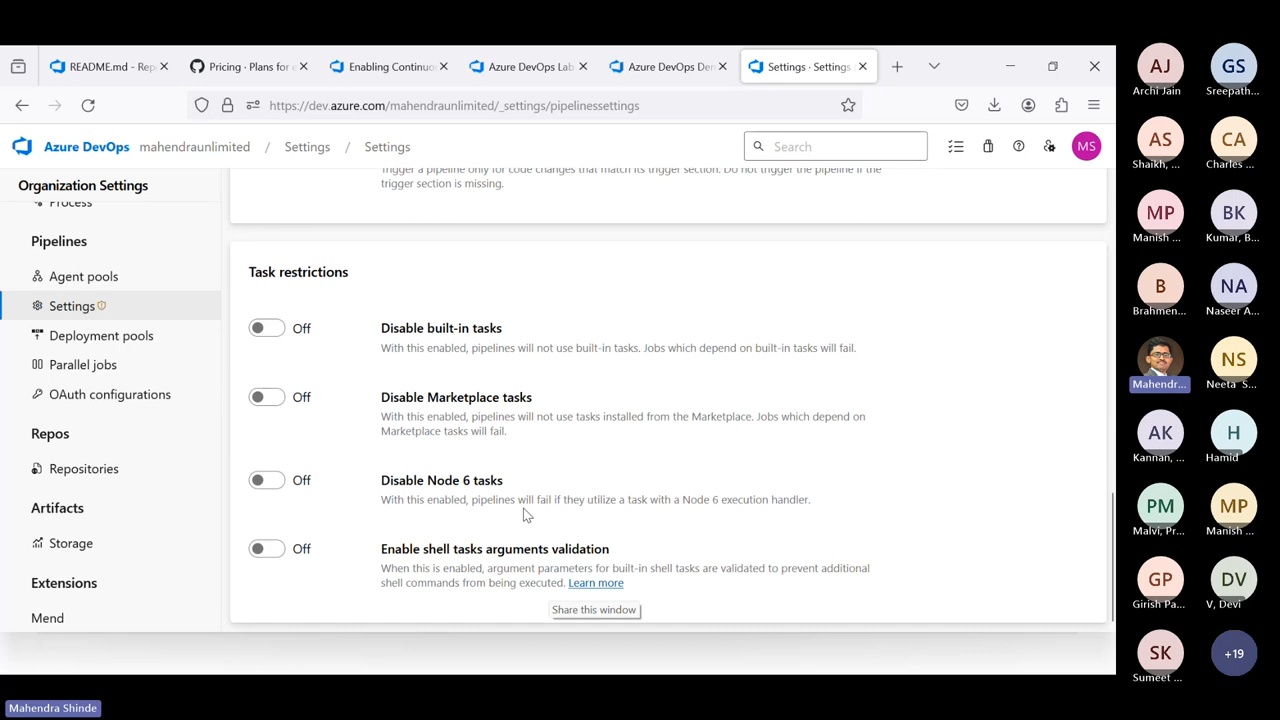 README.md - Rep
Pricing · Plans for e
Enabling Continuo
Azure DevOps Lab
Azure DevOps Der
Settings · Settings
https://dev.azure.com/mahendraunlimited/_settings/pipelinessettings
Azure DevOps mahendraunlimited / Settings / Settings
Search
MS
Organization Settings
Process
Pipelines
Agent pools
Settings
Deployment pools
Parallel jobs
OAuth configurations
Repos
Repositories
Artifacts
Storage
Extensions
Mend
Trigger a pipeline only for code changes that match its trigger section. Do not trigger the pipeline if the
trigger section is missing.
Task restrictions
Off
Disable built-in tasks
With this enabled, pipelines will not use built-in tasks. Jobs which depend on built-in tasks will fail.
Off
Disable Marketplace tasks
With this enabled, pipelines will not use tasks installed from the Marketplace. Jobs which depend on
Marketplace tasks will fail.
Off
Disable Node 6 tasks
With this enabled, pipelines will fail if they utilize a task with a Node 6 execution handler.
Off
Enable shell tasks arguments validation
When this is enabled, argument parameters for built-in shell tasks are validated to prevent additional
shell commands from being executed. Learn more
Share this window
AJ
Archi Jain
GS
Sreepath...
AS
Shaikh, ...
CA
Charles ...
MP
Manish ...
BK
Kumar, B...
B
Brahmen...
NA
Naseer A...
Mahendr...
NS
Neeta S...
AK
Kannan, ...
H
Hamid
PM
Malvi, Pr...
MP
Manish ...
GP
Girish Pa...
DV
V, Devi
SK
Sumeet ...
+19
Mahendra Shinde